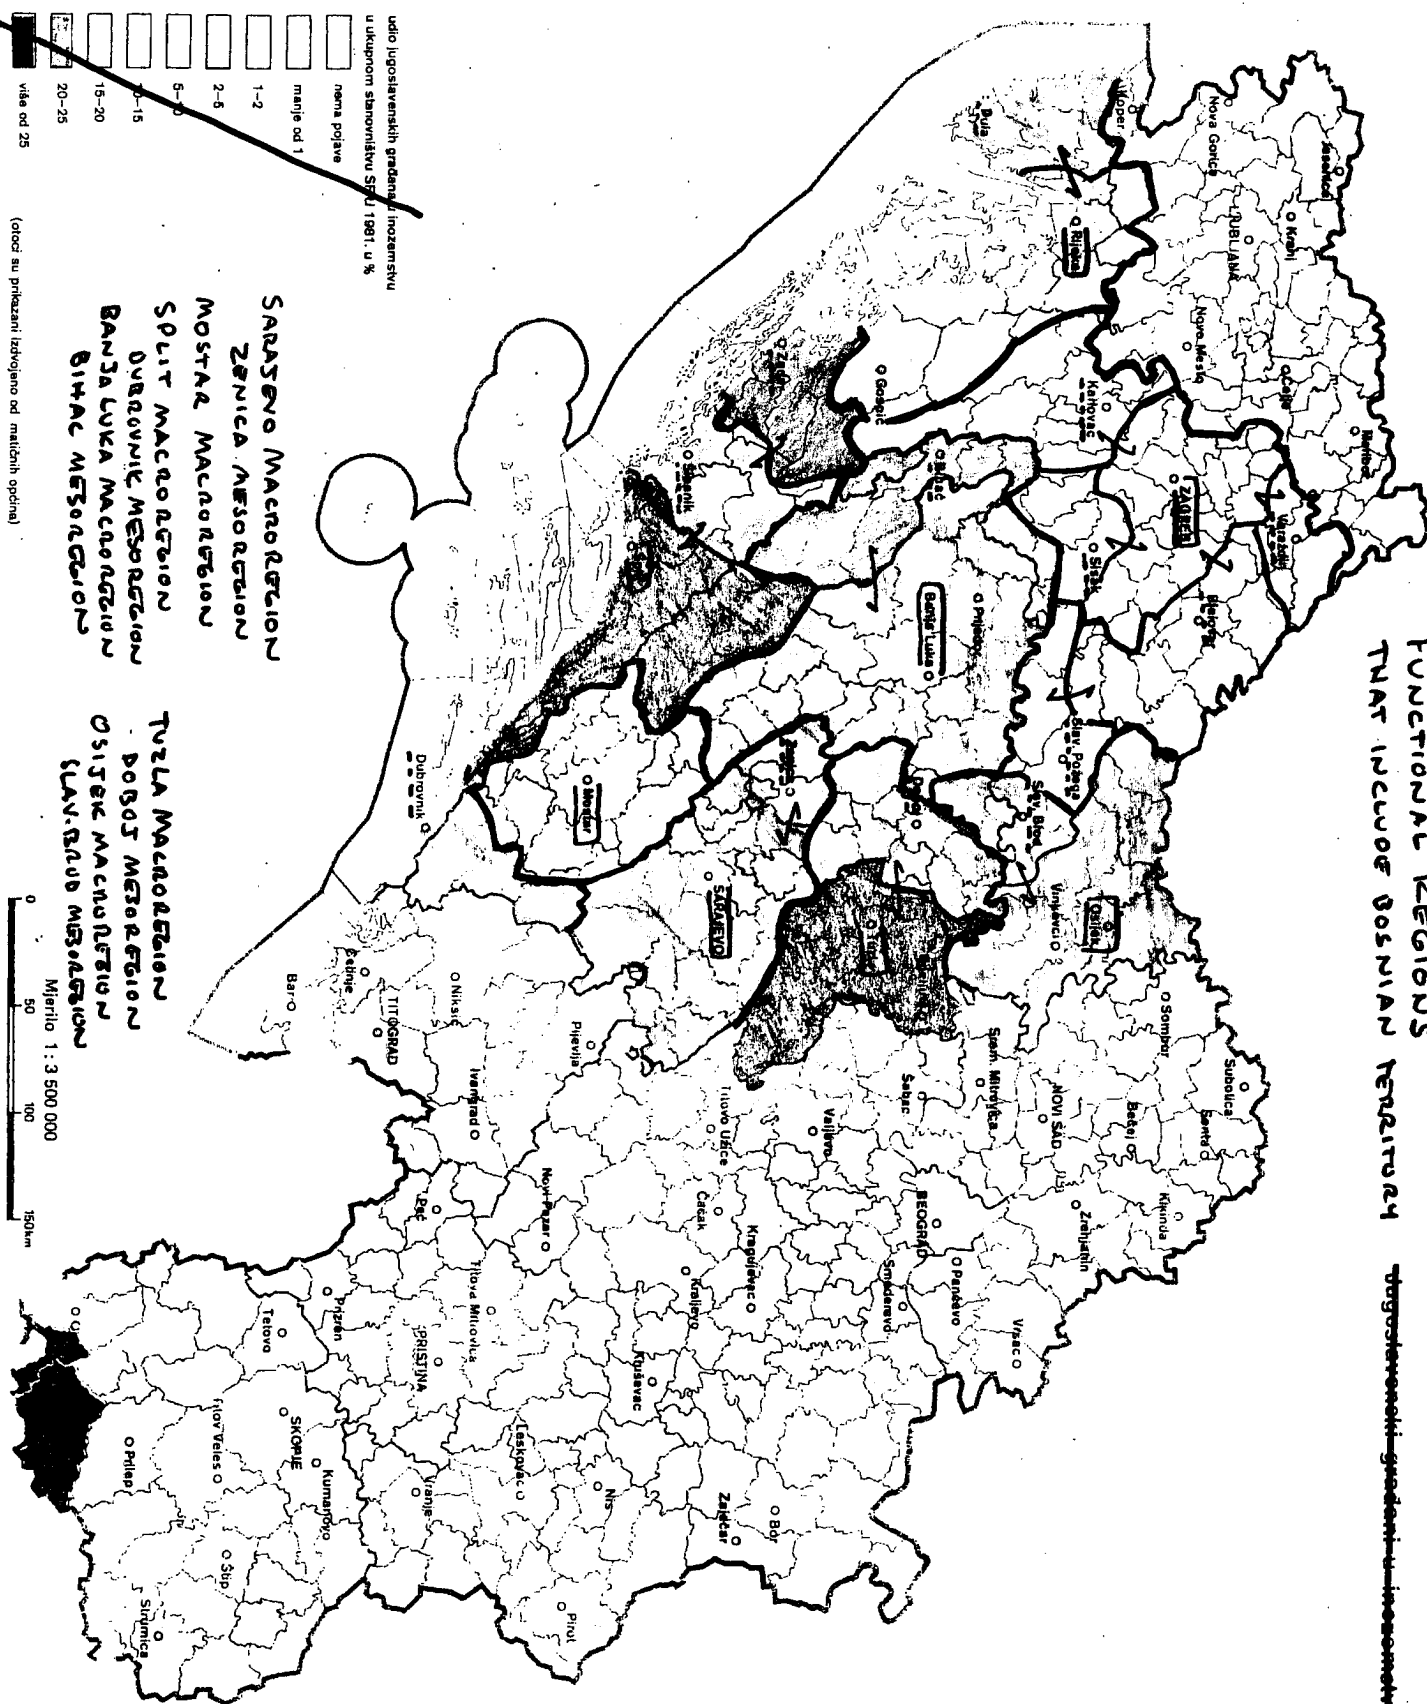 FUNCTIONAL REGIONS
THAT INCLUDE BOSNIAN TERRITORY
Jugoslavenski građani u
Jesenice
Kranj
Nova Gorica
LJUBLJANA
Celje
Maribor
Novo Mesto
Koper
Pula
Rijeka
Karlovac
ZAGREB
Varaždin
Bjelovar
Sisak
Gospić
Zadar
Šibenik
Bihać
Prijedor
Banja Luka
Slav. Požega
Slav. Brod
Osijek
Vinkovci
Doboj
Zenica
Tuzla
SARAJEVO
Mostar
Dubrovnik
Sombor
Subotica
Senta
Bečej
Kikinda
NOVI SAD
Zrenjanin
Srem. Mitrovica
Šabac
BEOGRAD
Pančevo
Vršac
Smederevo
Valjevo
Titovo Užice
Čačak
Kragujevac
Kraljevo
Kruševac
Bor
Zaječar
Niš
Pirot
Leskovac
Vranje
Novi Pazar
Titova Mitrovica
PRIŠTINA
Peć
Prizren
Pljevlja
Nikšić
Ivangrad
TITOGRAD
Cetinje
Bar
Tetovo
SKOPJE
Kumanovo
Titov Veles
Štip
Prilep
Strumica
SARAJEVO MACROREGION
ZENICA MESOREGION
MOSTAR MACROREGION
SPLIT MACROREGION
DUBROVNIK MESOREGION
BANJA LUKA MACROREGION
BIHAC MESOREGION
TUZLA MACROREGION
- DOBOJ MESOREGION
OSIJEK MACROREGION
SLAV. BROD MESOREGION
udio jugoslavenskih građana u inozemstvu
u ukupnom stanovništvu SFRJ 1981. u %
nema pojave
manje od 1
1-2
2-5
5-10
10-15
15-20
20-25
više od 25
(otoci su prikazani izdvojeno od matičnih općina)
Mjerilo 1:3 500 000
0 50 100 150km